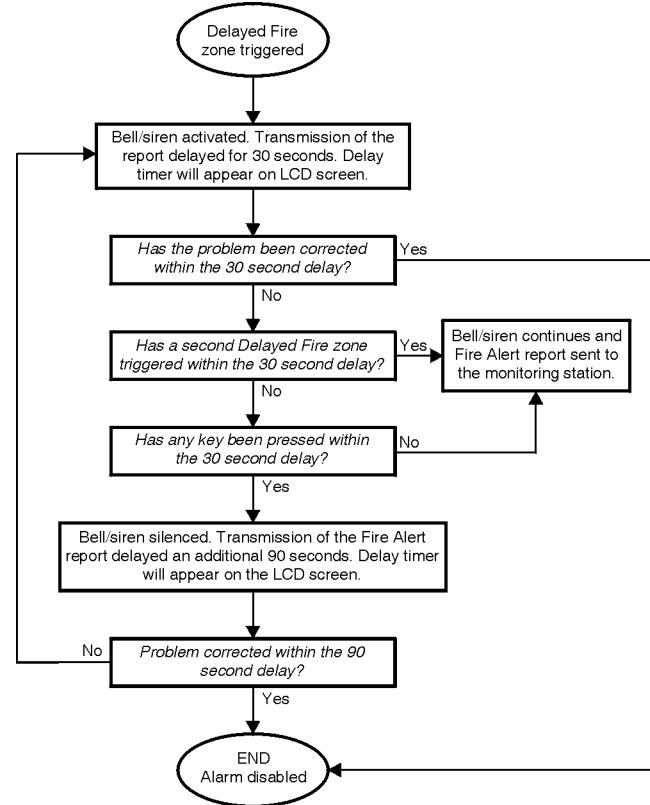 Delayed Fire
zone triggered
Bell/siren activated. Transmission of the
report delayed for 30 seconds. Delay
timer will appear on LCD screen.
Has the problem been corrected
within the 30 second delay?
Yes
No
Has a second Delayed Fire zone
triggered within the 30 second delay?
Yes
Bell/siren continues and
Fire Alert report sent to
the monitoring station.
No
Has any key been pressed within
the 30 second delay?
No
Yes
Bell/siren silenced. Transmission of the Fire Alert
report delayed an additional 90 seconds. Delay timer
will appear on the LCD screen.
No
Problem corrected within the 90
second delay?
Yes
END
Alarm disabled